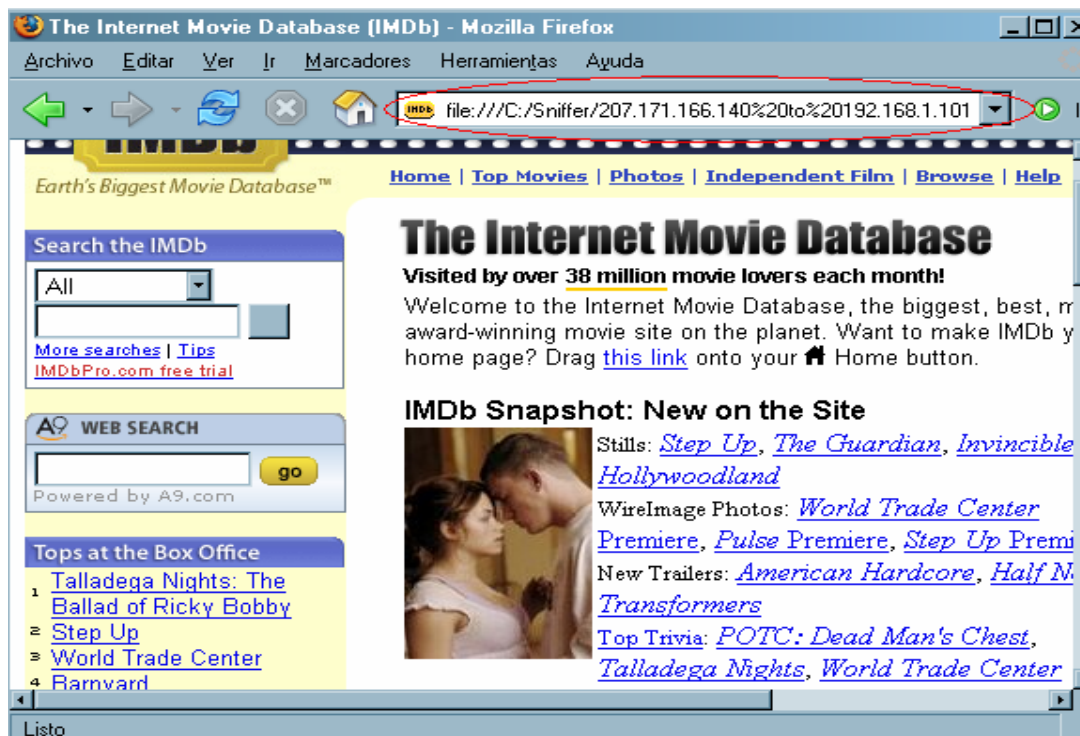 The Internet Movie Database (IMDb) - Mozilla Firefox
Archivo Editar Ver Ir Marcadores Herramientas Ayuda
IMDb file:///C:/Sniffer/207.171.166.140%20to%20192.168.1.101
IMDb
Earth's Biggest Movie Database™
Home | Top Movies | Photos | Independent Film | Browse | Help
Search the IMDb
All
More searches | Tips
IMDbPro.com free trial
A9 WEB SEARCH
go
Powered by A9.com
Tops at the Box Office
1 Talladega Nights: The
Ballad of Ricky Bobby
2 Step Up
3 World Trade Center
4 Barnyard
The Internet Movie Database
Visited by over 38 million movie lovers each month!
Welcome to the Internet Movie Database, the biggest, best, m
award-winning movie site on the planet. Want to make IMDb y
home page? Drag this link onto your Home button.
IMDb Snapshot: New on the Site
Stills: Step Up, The Guardian, Invincible
Hollywoodland
WireImage Photos: World Trade Center
Premiere, Pulse Premiere, Step Up Premi
New Trailers: American Hardcore, Half N
Transformers
Top Trivia: POTC: Dead Man's Chest,
Talladega Nights, World Trade Center
Listo